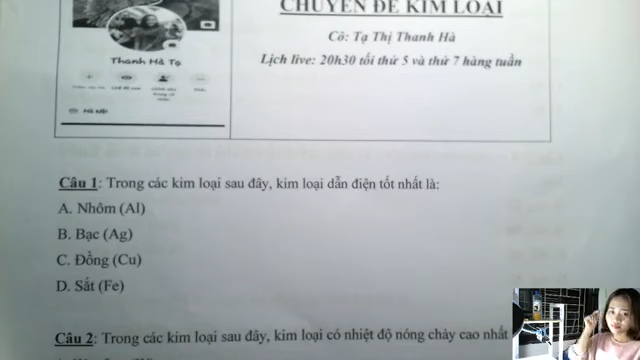 CHUYÊN ĐỀ KIM LOẠI
Cô: Tạ Thị Thanh Hà
Lịch live: 20h30 tối thứ 5 và thứ 7 hàng tuần
Thanh Hà Tạ
Hà Nội
Câu 1: Trong các kim loại sau đây, kim loại dẫn điện tốt nhất là:
A. Nhôm (Al)
B. Bạc (Ag)
C. Đồng (Cu)
D. Sắt (Fe)
Câu 2: Trong các kim loại sau đây, kim loại có nhiệt độ nóng chảy cao nhất